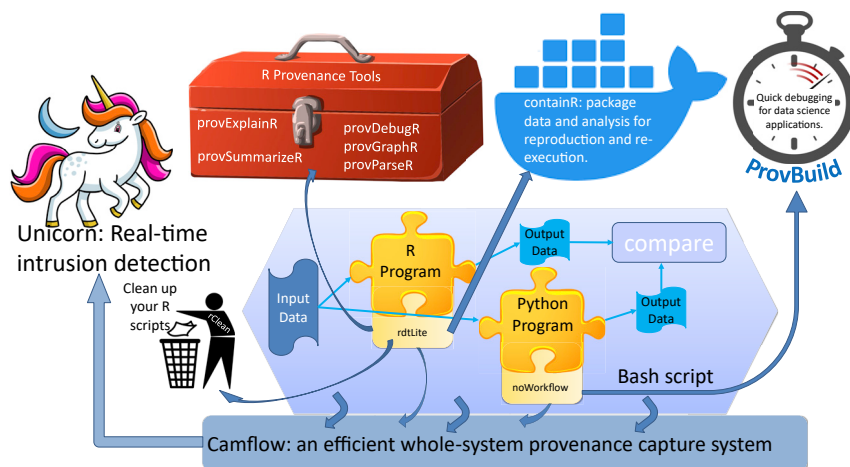 R Provenance Tools
provExplainR
provSummarizeR
provDebugR
provGraphR
provParseR
containR: package
data and analysis for
reproduction and re-
execution.
Quick debugging
for data science
applications.
ProvBuild
Unicorn: Real-time
intrusion detection
Clean up
your R
scripts
rClean
Input
Data
R
Program
rdtLite
Output
Data
compare
Python
Program
noWorkflow
Output
Data
Bash script
Camflow: an efficient whole-system provenance capture system